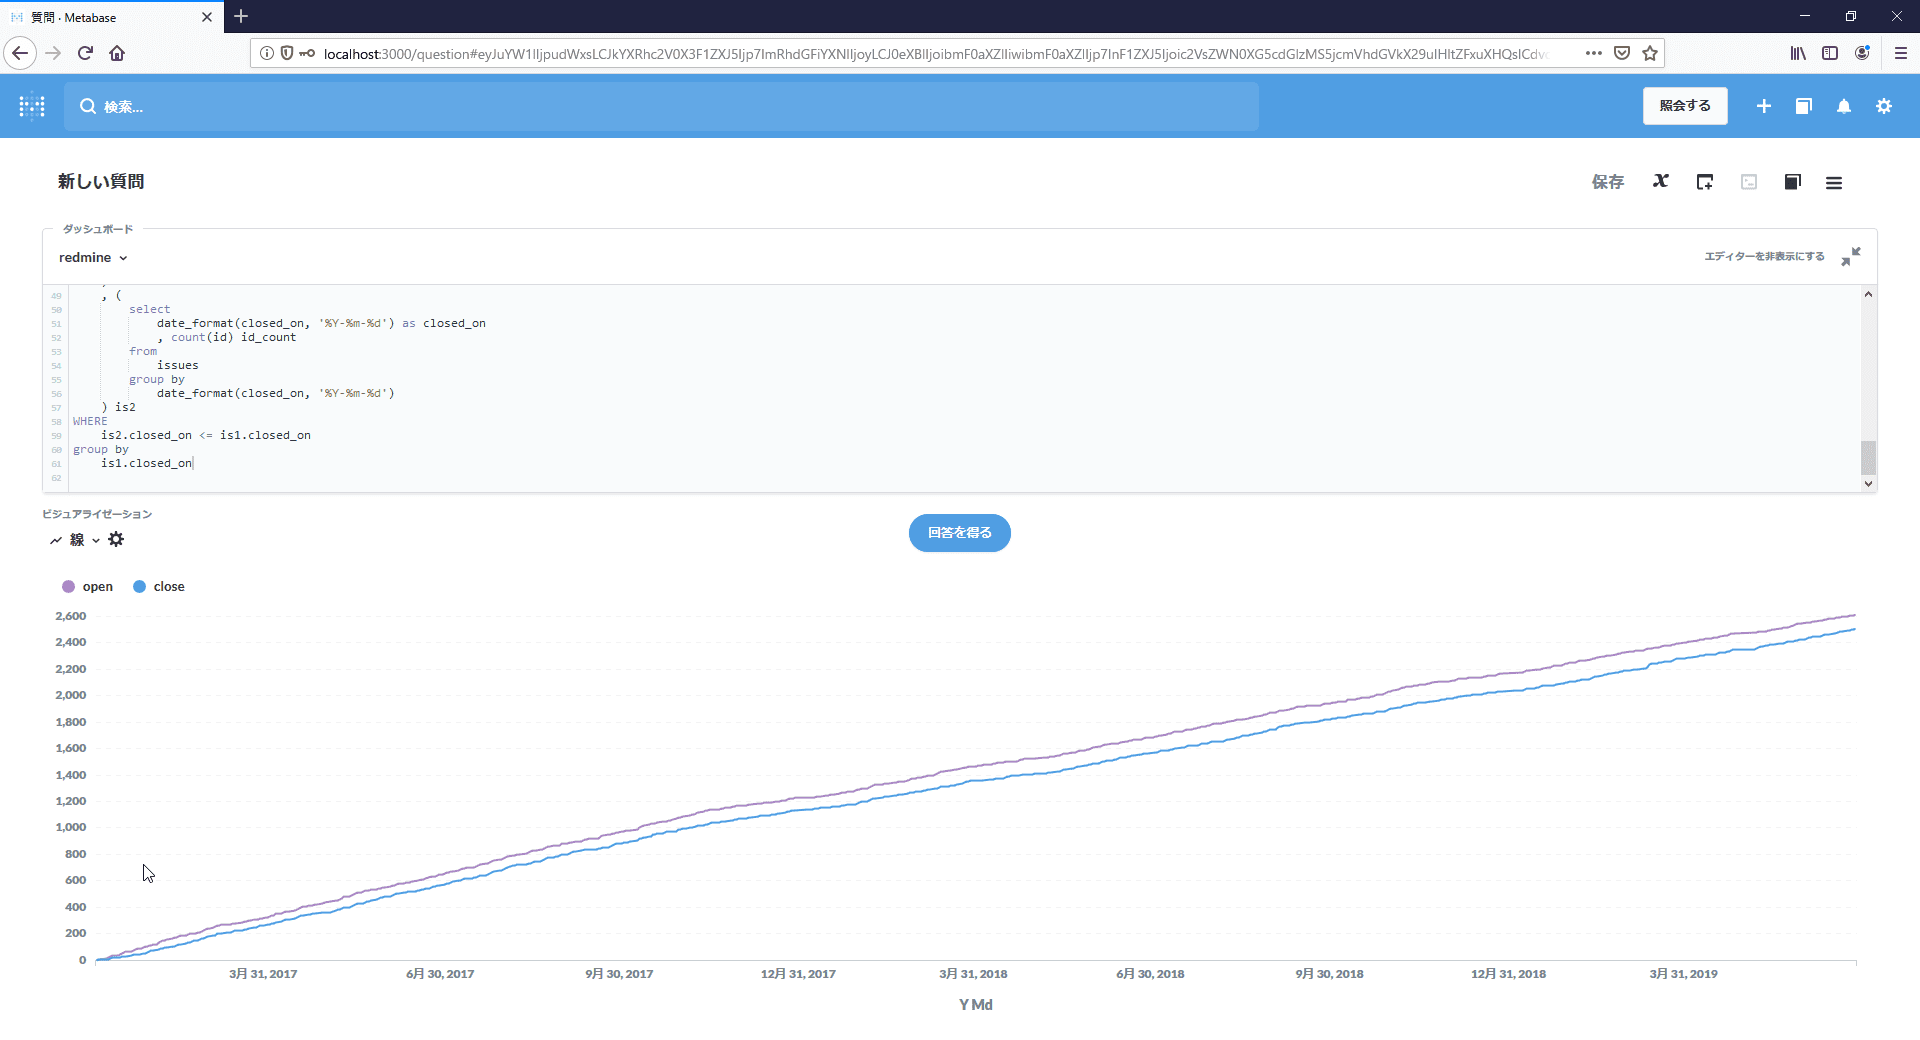 質問 · Metabase
検索...
照会する
新しい質問
保存
ダッシュボード
redmine
エディターを非表示にする
49 , (
50 select
51 date_format(closed_on, '%Y-%m-%d') as closed_on
52 , count(id) id_count
53 from
54 issues
55 group by
56 date_format(closed_on, '%Y-%m-%d')
57 ) is2
58 WHERE
59 is2.closed_on <= is1.closed_on
60 group by
61 is1.closed_on
62
ビジュアライゼーション
線
回答を得る
open close
2,600
2,400
2,200
2,000
1,800
1,600
1,400
1,200
1,000
800
600
400
200
0
3月 31, 2017 6月 30, 2017 9月 30, 2017 12月 31, 2017 3月 31, 2018 6月 30, 2018 9月 30, 2018 12月 31, 2018 3月 31, 2019
Y Md